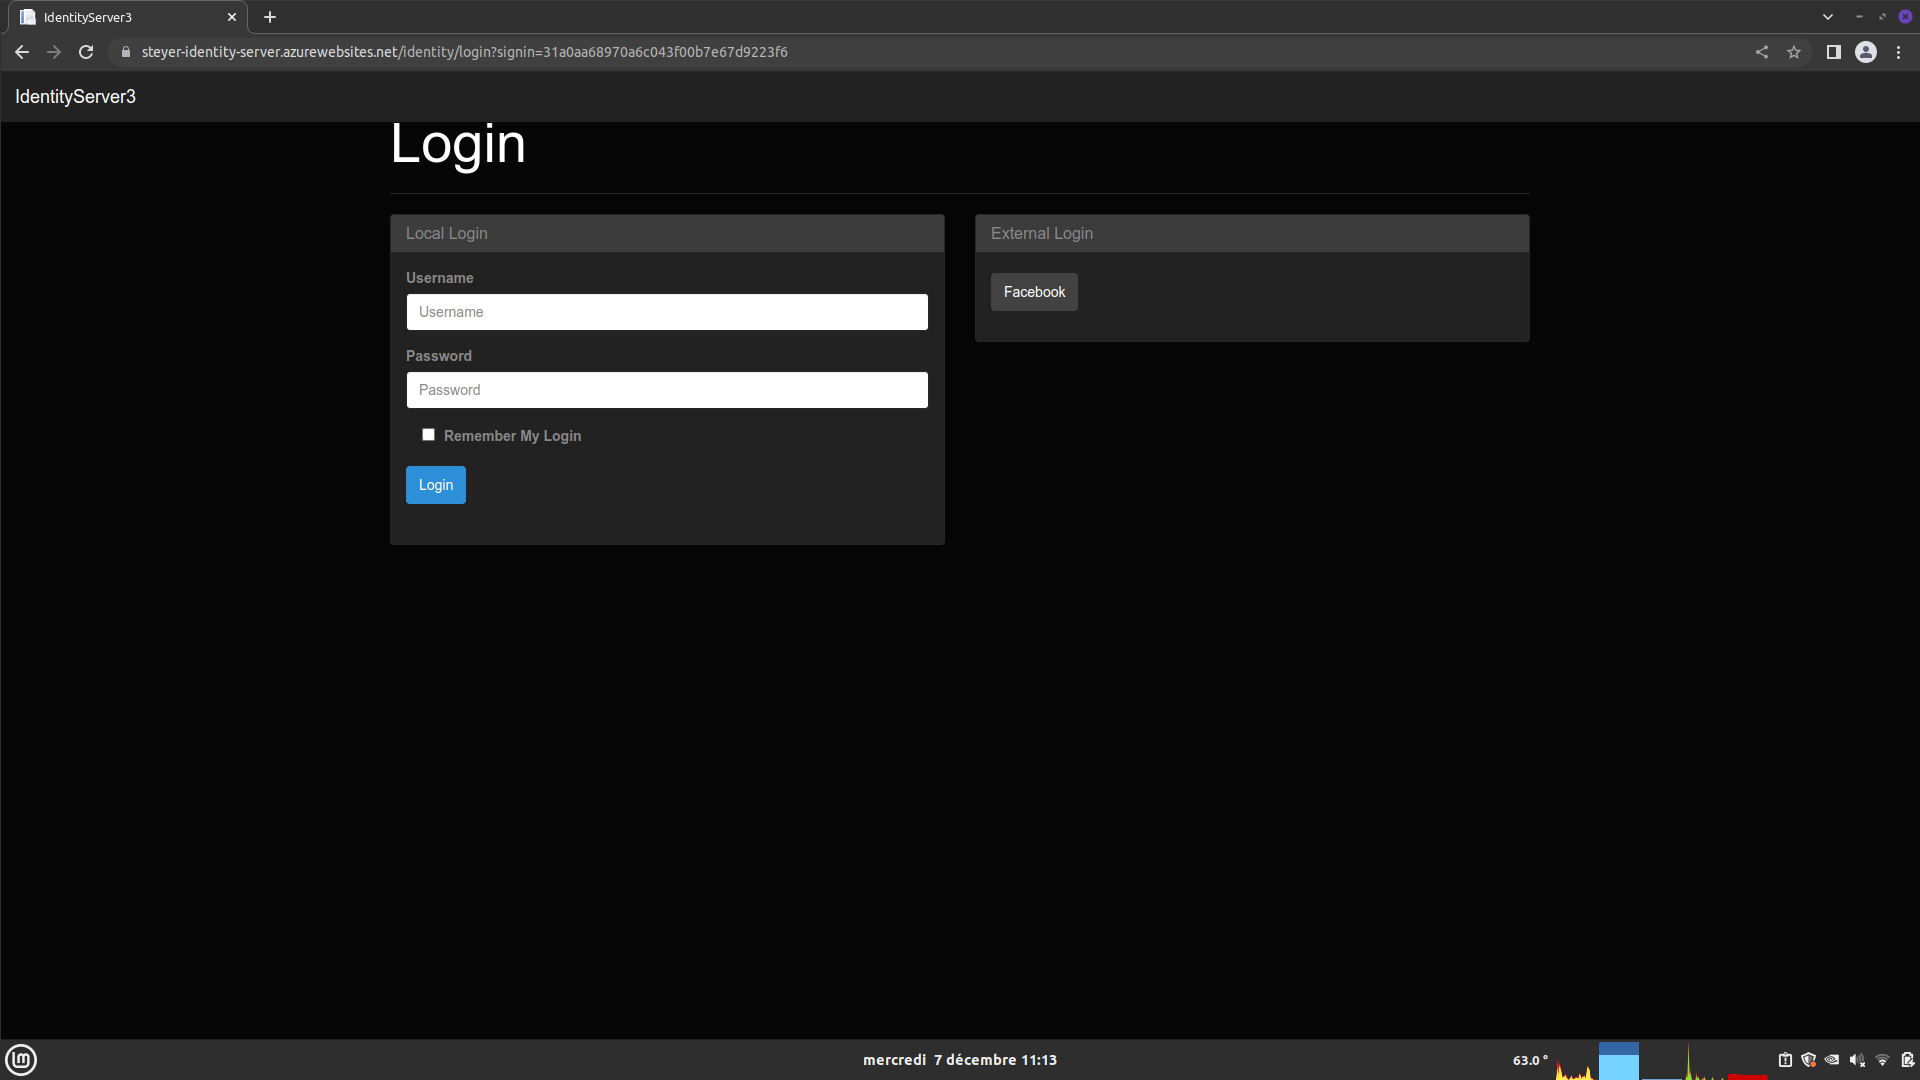 IdentityServer3
steyer-identity-server.azurewebsites.net/identity/login?signin=31a0aa68970a6c043f00b7e67d9223f6
IdentityServer3
Login
Local Login
Username
Username
Password
Password
Remember My Login
Login
External Login
Facebook
mercredi 7 décembre 11:13
63.0 °